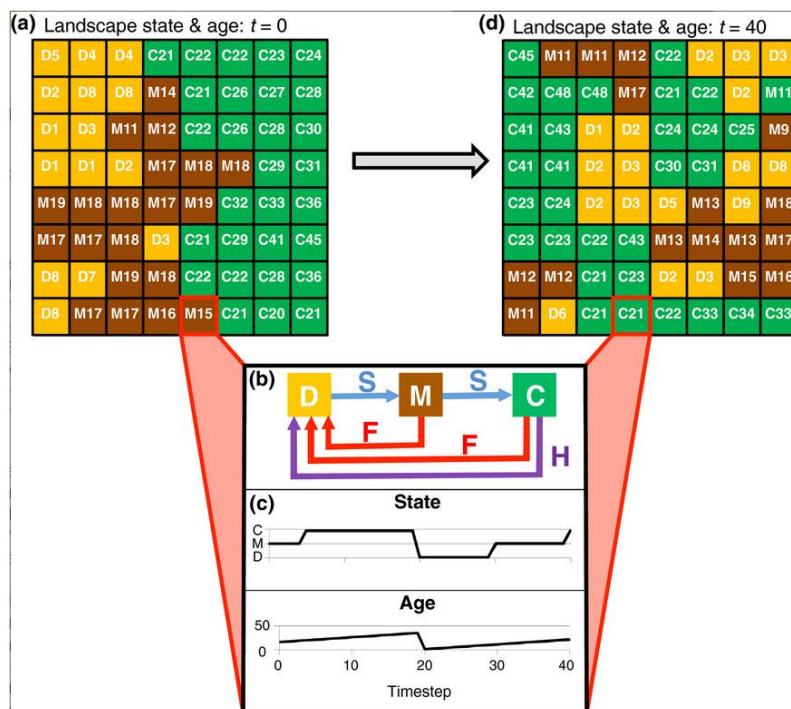 (a) Landscape state & age: t = 0
D5 D4 D4 C21 C22 C22 C23 C24
D2 D8 D8 M14 C21 C26 C27 C28
D1 D3 M11 M12 C22 C26 C28 C30
D1 D1 D2 M17 M18 M18 C29 C31
M19 M18 M18 M17 M19 C32 C33 C36
M17 M17 M18 D3 C21 C29 C41 C45
D8 D7 M19 M18 C22 C22 C28 C36
D8 M17 M17 M16 M15 C21 C20 C21
(d) Landscape state & age: t = 40
C45 M11 M11 M12 C22 D2 D3 D3
C42 C48 C48 M17 C21 C22 D2 M11
C41 C43 D1 D2 C24 C24 C25 M9
C41 C41 D2 D3 C30 C31 D8 D8
C23 C24 D2 D3 D5 M13 D9 M18
C23 C23 C22 C43 M13 M14 M13 M17
M12 M12 C21 C23 D2 D3 M15 M16
M11 D6 C21 C21 C22 C33 C34 C33
(b)
D S M S C
F
F
H
(c) State
C
M
D
Age
50
0
0 10 20 30 40
Timestep